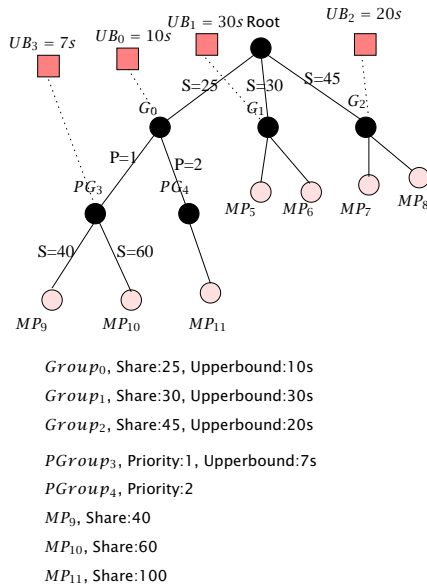 UB₁ = 30s Root
UB₂ = 20s
UB₀ = 10s
UB₃ = 7s
S=25
S=30
S=45
G₀
G₁
G₂
P=1
P=2
PG₃
PG₄
MP₅
MP₆
MP₇
MP₈
S=40
S=60
MP₉
MP₁₀
MP₁₁
Group₀, Share:25, Upperbound:10s
Group₁, Share:30, Upperbound:30s
Group₂, Share:45, Upperbound:20s
PGroup₃, Priority:1, Upperbound:7s
PGroup₄, Priority:2
MP₉, Share:40
MP₁₀, Share:60
MP₁₁, Share:100